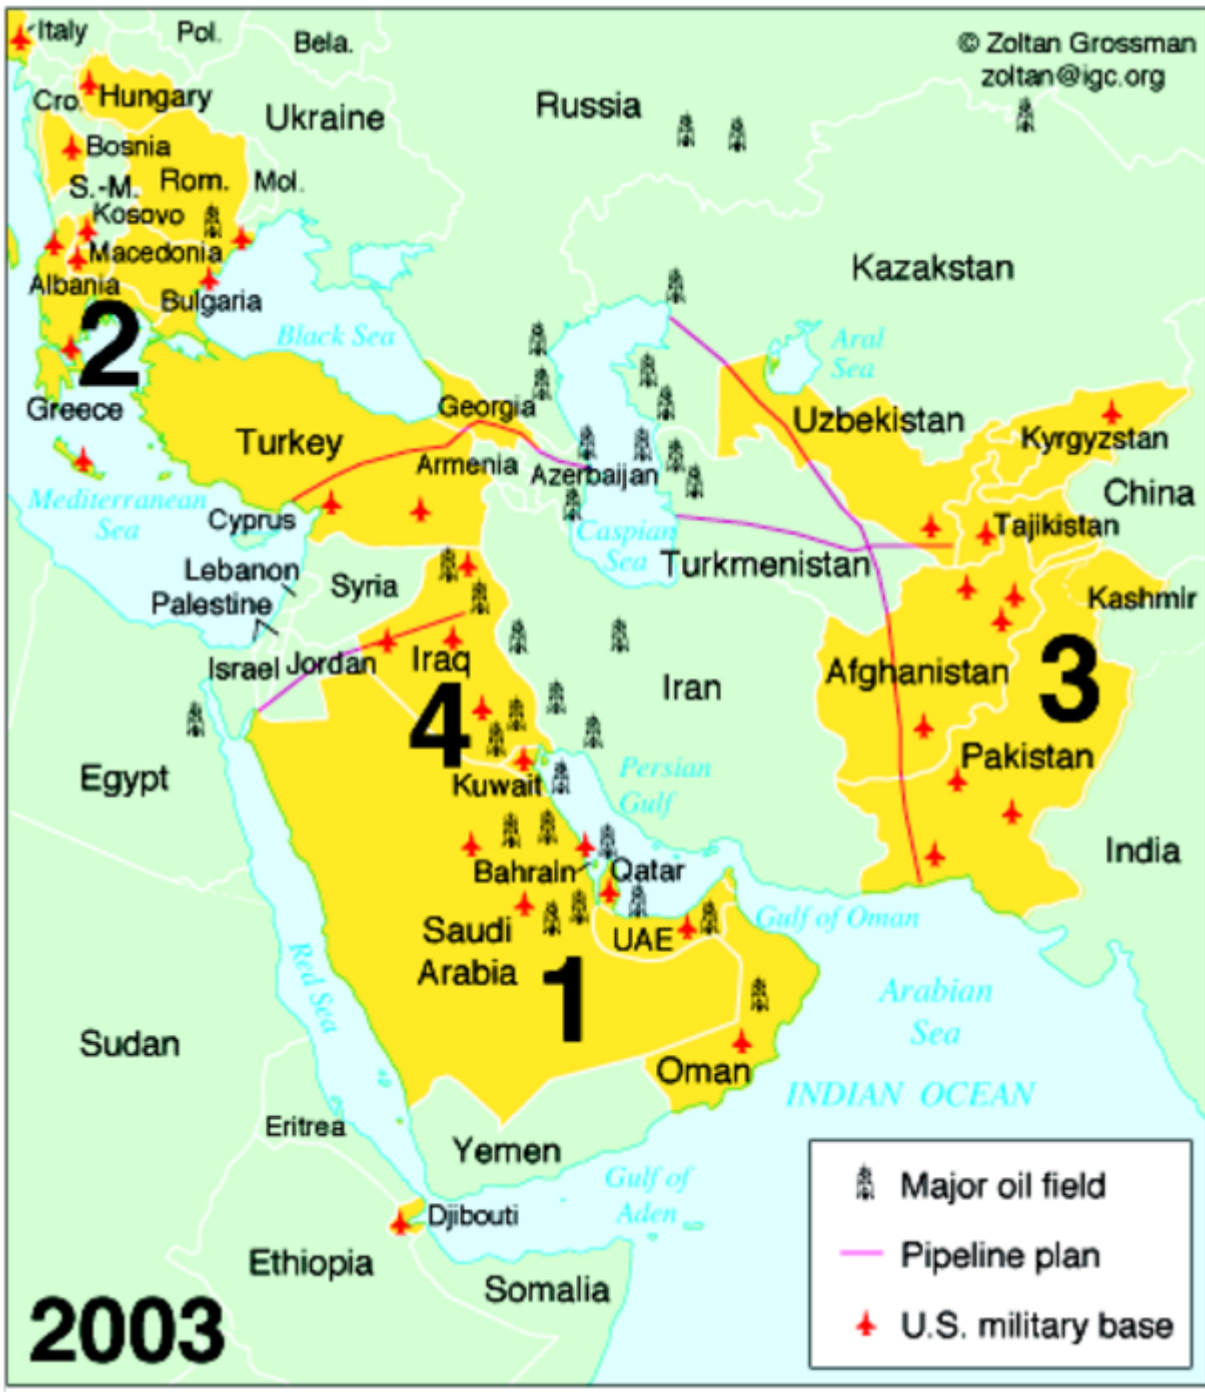 Italy
Pol.
Bela.
© Zoltan Grossman
zoltan@igc.org
Cro.
Hungary
Ukraine
Russia
Bosnia
S.-M.
Rom.
Mol.
Kosovo
Macedonia
Albania
Bulgaria
Kazakstan
2
Black Sea
Aral
Sea
Greece
Georgia
Uzbekistan
Kyrgyzstan
Turkey
Armenia
Azerbaijan
China
Mediterranean
Sea
Cyprus
Caspian
Sea
Tajikistan
Lebanon
Syria
Turkmenistan
Palestine
Kashmir
Israel
Jordan
Iraq
Iran
Afghanistan
3
4
Egypt
Kuwait
Persian
Gulf
Pakistan
Bahrain
Qatar
India
Saudi
Arabia
UAE
Gulf of Oman
Red Sea
1
Arabian
Sea
Sudan
Oman
INDIAN OCEAN
Eritrea
Yemen
Gulf of
Aden
Djibouti
Ethiopia
Somalia
2003
Major oil field
Pipeline plan
U.S. military base